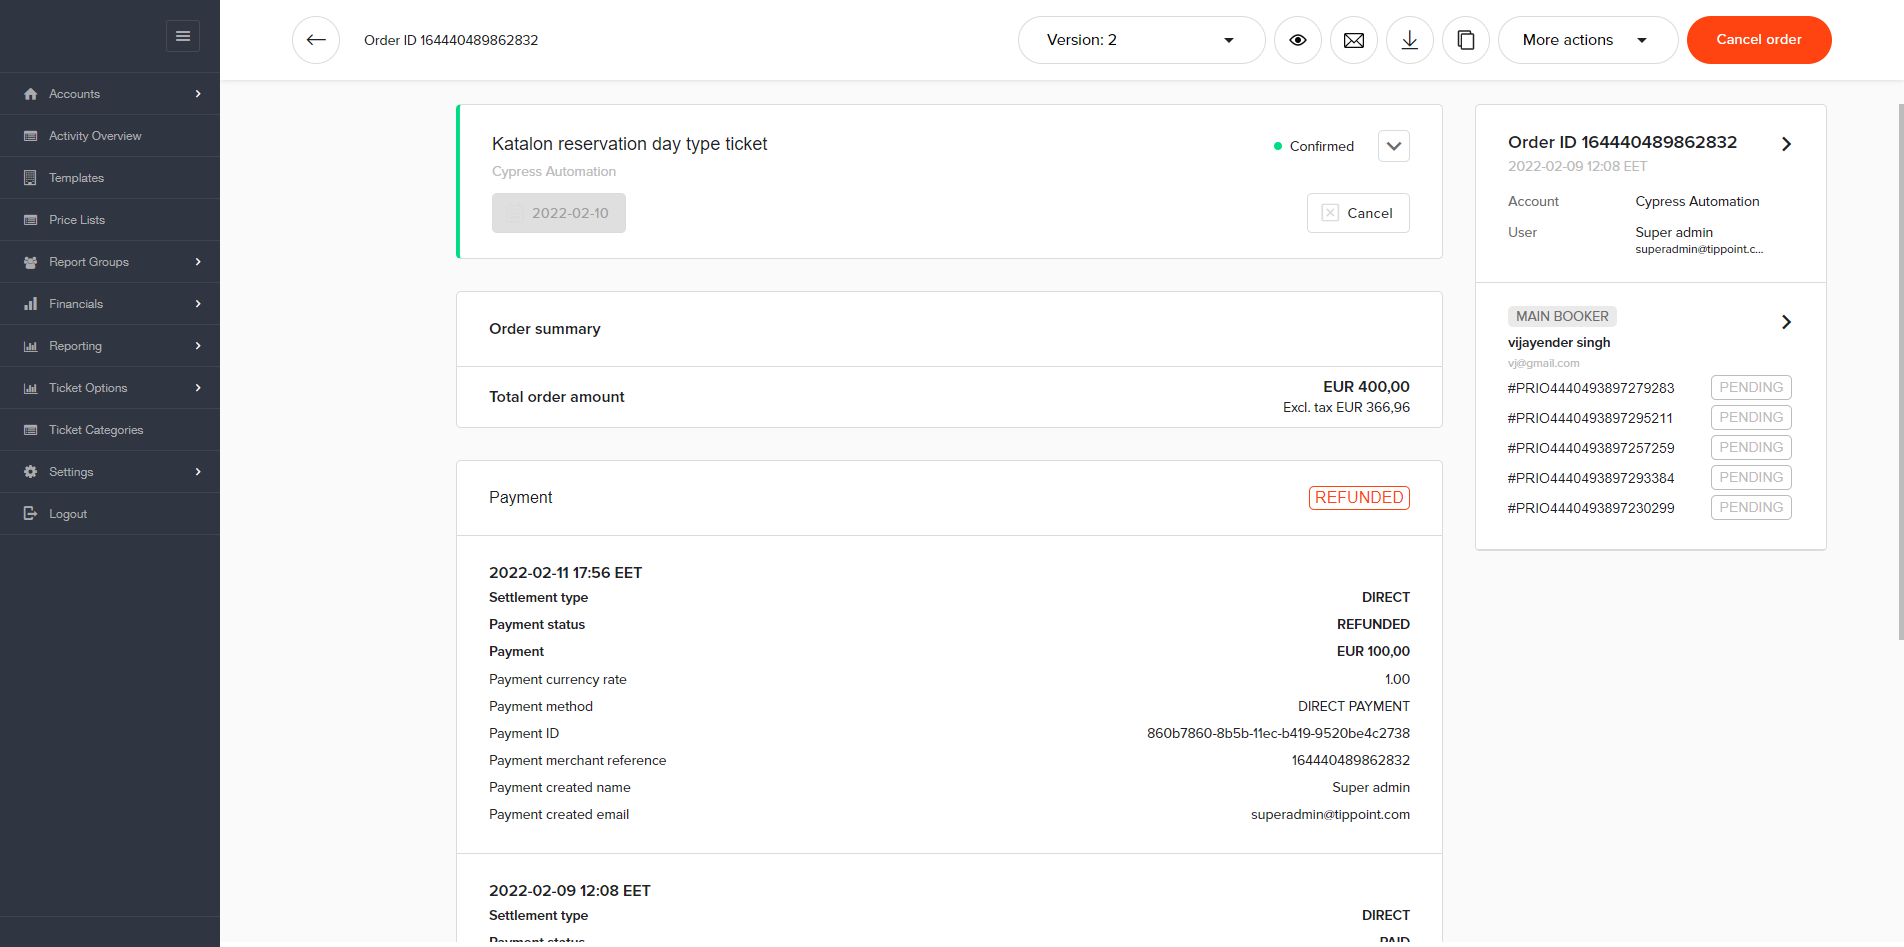 Order ID 164440489862832
Version: 2
More actions
Cancel order
Accounts
Activity Overview
Templates
Price Lists
Report Groups
Financials
Reporting
Ticket Options
Ticket Categories
Settings
Logout
Katalon reservation day type ticket
Confirmed
Cypress Automation
2022-02-10
Cancel
Order summary
Total order amount
EUR 400,00
Excl. tax EUR 366,96
Payment
REFUNDED
2022-02-11 17:56 EET
Settlement type DIRECT
Payment status REFUNDED
Payment EUR 100,00
Payment currency rate 1.00
Payment method DIRECT PAYMENT
Payment ID 860b7860-8b5b-11ec-b419-9520be4c2738
Payment merchant reference 164440489862832
Payment created name Super admin
Payment created email superadmin@tippoint.com
2022-02-09 12:08 EET
Settlement type DIRECT
Payment status PAID
Order ID 164440489862832
2022-02-09 12:08 EET
Account Cypress Automation
User Super admin
superadmin@tippoint.c...
MAIN BOOKER
vijayender singh
vj@gmail.com
#PRIO4440493897279283 PENDING
#PRIO4440493897295211 PENDING
#PRIO4440493897257259 PENDING
#PRIO4440493897293384 PENDING
#PRIO4440493897230299 PENDING